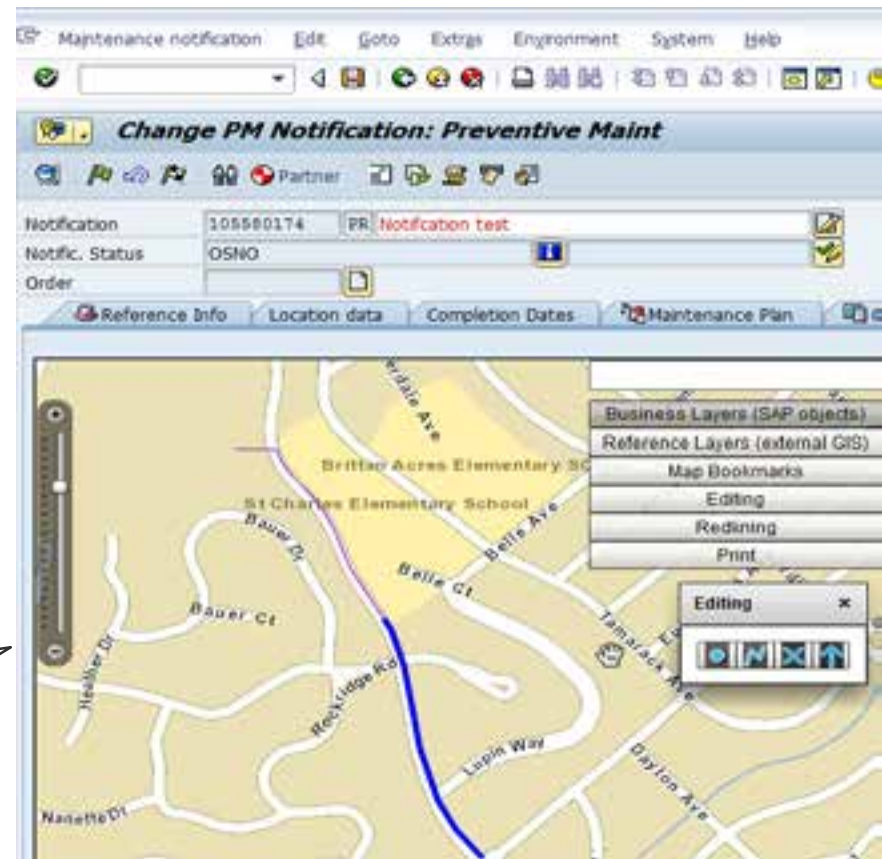 Maintenance notification Edit Goto Extras Environment System Help
Change PM Notification: Preventive Maint
Partner
Notification 105580174 PR Notifcation test
Notific. Status OSNO
Order
Reference Info Location data Completion Dates Maintenance Plan
erdale Ave
Business Layers (SAP objects)
Reference Layers (external GIS)
Brittan Acres Elementary SC
Map Bookmarks
St Charles Elementary School
Editing
Bauer Dr
Belle Ave
Redlining
Print
Belle Ct
Editing
Bauer Ct
Tamarack Ave
Heather Dr
Rockridge Rd
Lupin Way
Dayton Ave
Nanette Dr